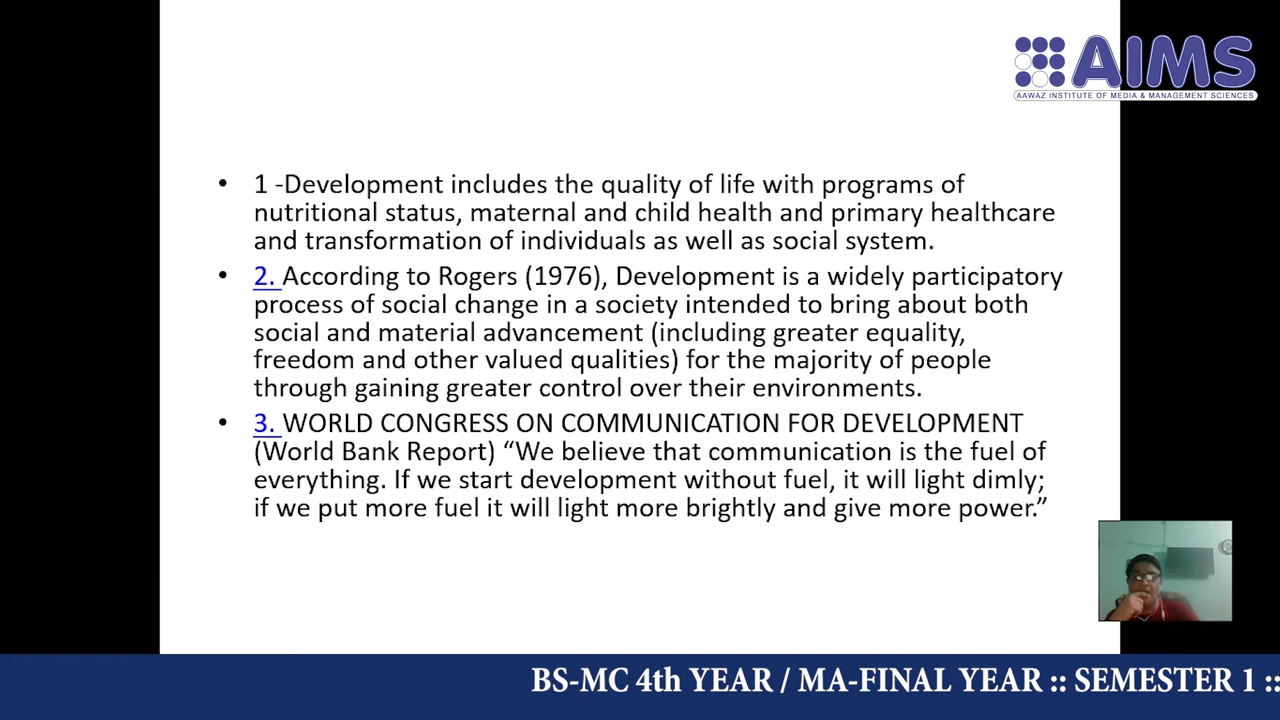 AIMS
AAWAZ INSTITUTE OF MEDIA & MANAGEMENT SCIENCES
• 1 -Development includes the quality of life with programs of
nutritional status, maternal and child health and primary healthcare
and transformation of individuals as well as social system.
• 2. According to Rogers (1976), Development is a widely participatory
process of social change in a society intended to bring about both
social and material advancement (including greater equality,
freedom and other valued qualities) for the majority of people
through gaining greater control over their environments.
• 3. WORLD CONGRESS ON COMMUNICATION FOR DEVELOPMENT
(World Bank Report) “We believe that communication is the fuel of
everything. If we start development without fuel, it will light dimly;
if we put more fuel it will light more brightly and give more power.”
BS-MC 4th YEAR / MA-FINAL YEAR :: SEMESTER 1 ::